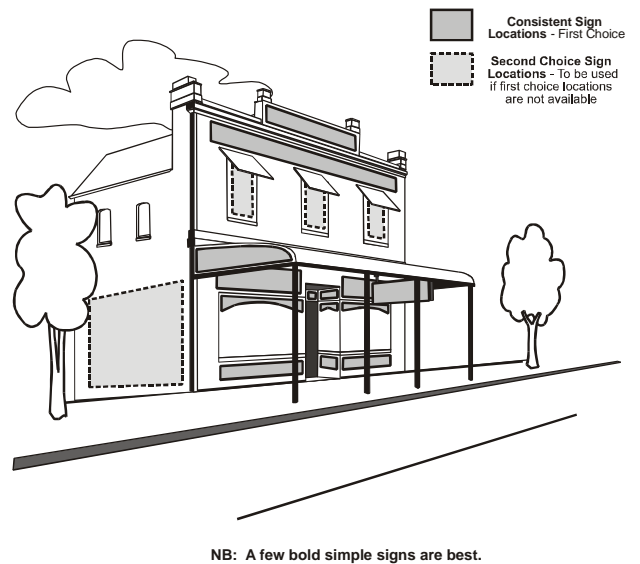 Consistent Sign
Locations - First Choice
Second Choice Sign
Locations - To be used
if first choice locations
are not available
NB: A few bold simple signs are best.